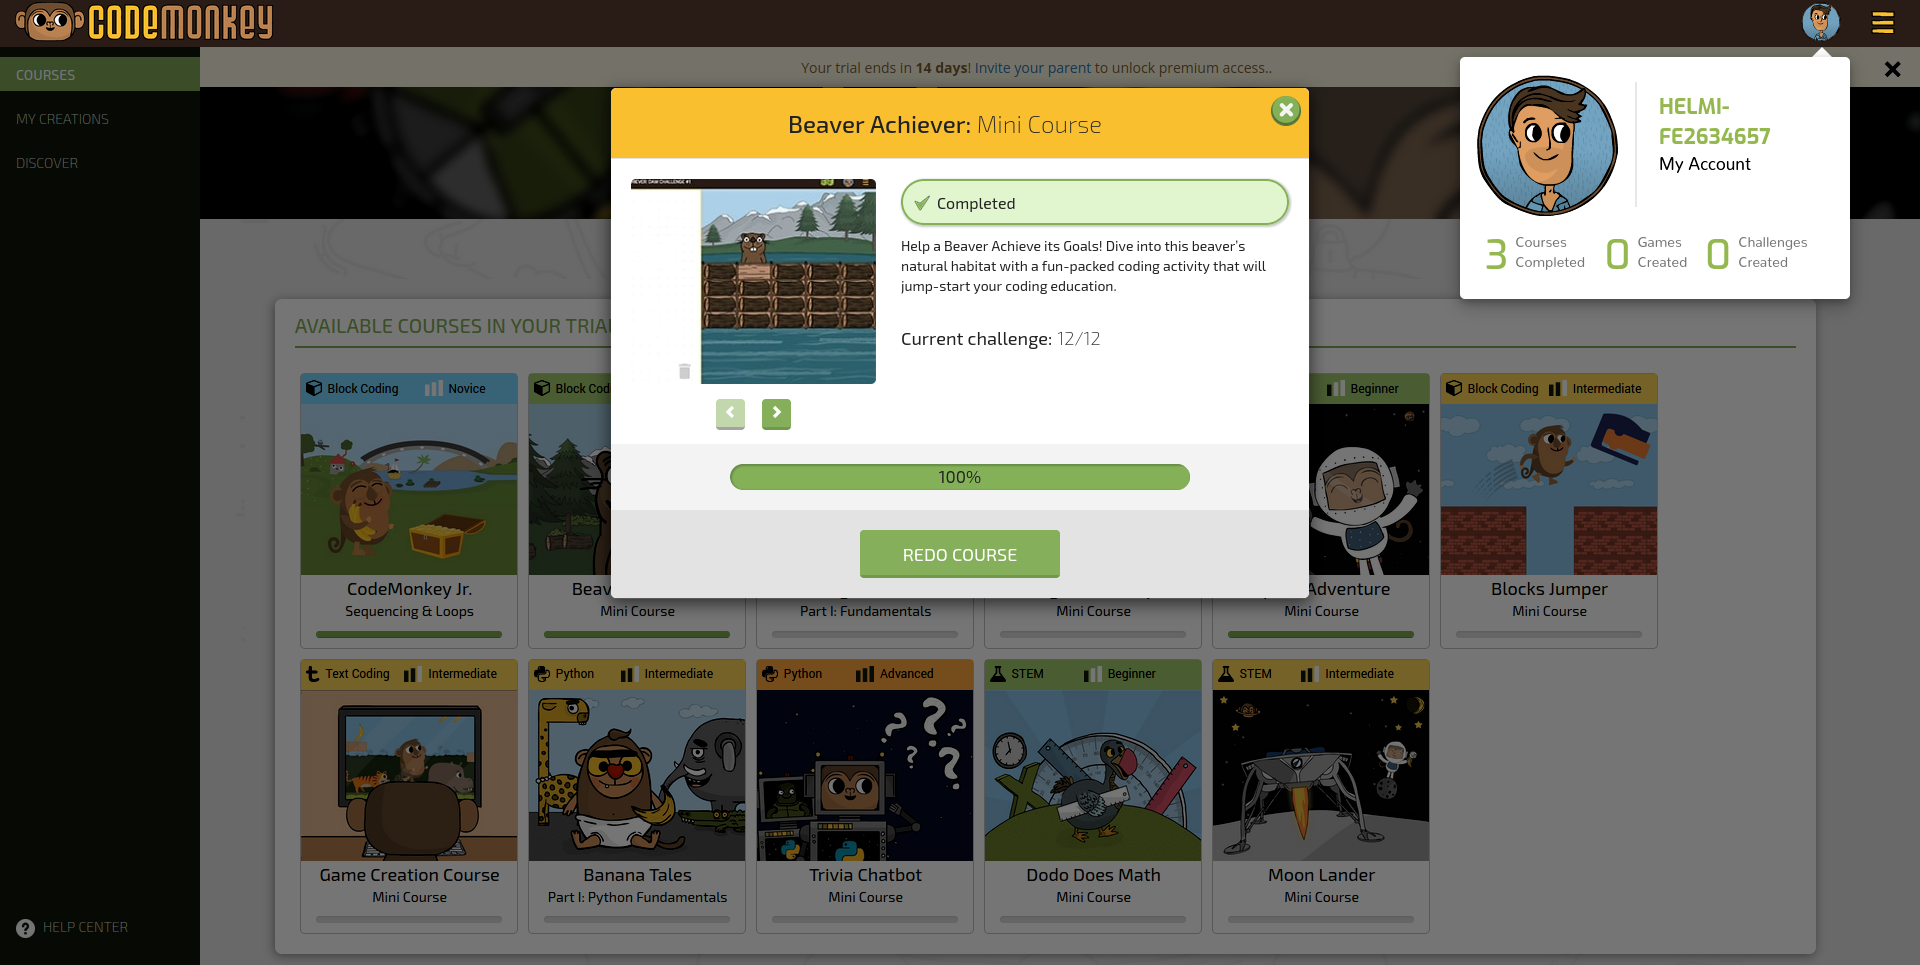 CODEMONKEY
COURSES
MY CREATIONS
DISCOVER
HELP CENTER
Your trial ends in 14 days! Invite your parent to unlock premium access..
HELMI-
FE2634657
My Account
3 Courses Completed
0 Games Created
0 Challenges Created
Beaver Achiever: Mini Course
Completed
Help a Beaver Achieve its Goals! Dive into this beaver's
natural habitat with a fun-packed coding activity that will
jump-start your coding education.
Current challenge: 12/12
100%
REDO COURSE
AVAILABLE COURSES IN YOUR TRIA
Block Coding Novice
CodeMonkey Jr.
Sequencing & Loops
Block Cod
Beav
Mini Course
Part I: Fundamentals
Mini Course
Beginner
Adventure
Mini Course
Block Coding Intermediate
Blocks Jumper
Mini Course
Text Coding Intermediate
Game Creation Course
Mini Course
Python Intermediate
Banana Tales
Part I: Python Fundamentals
Python Advanced
Trivia Chatbot
Mini Course
STEM Beginner
Dodo Does Math
Mini Course
STEM Intermediate
Moon Lander
Mini Course